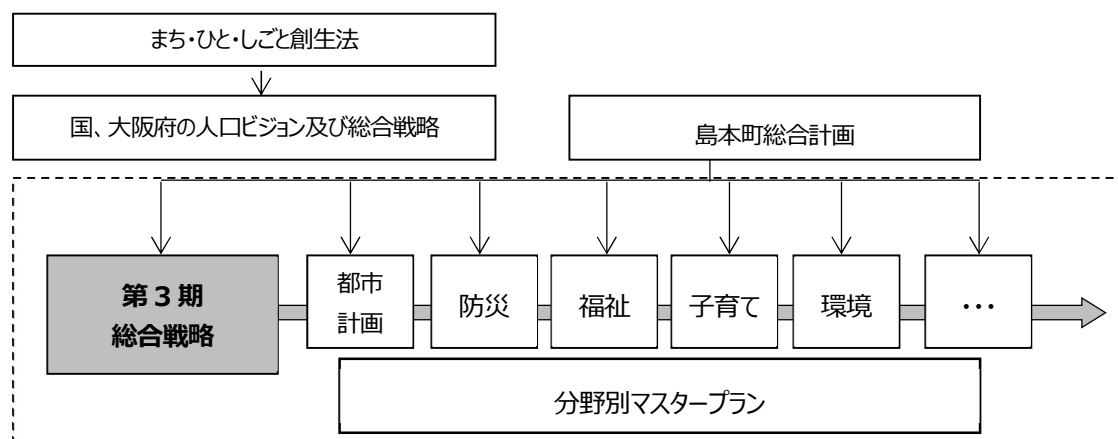 まち・ひと・しごと創生法
国、大阪府の人口ビジョン及び総合戦略
島本町総合計画
第３期
総合戦略
都市
計画
防災
福祉
子育て
環境
・・・
分野別マスタープラン